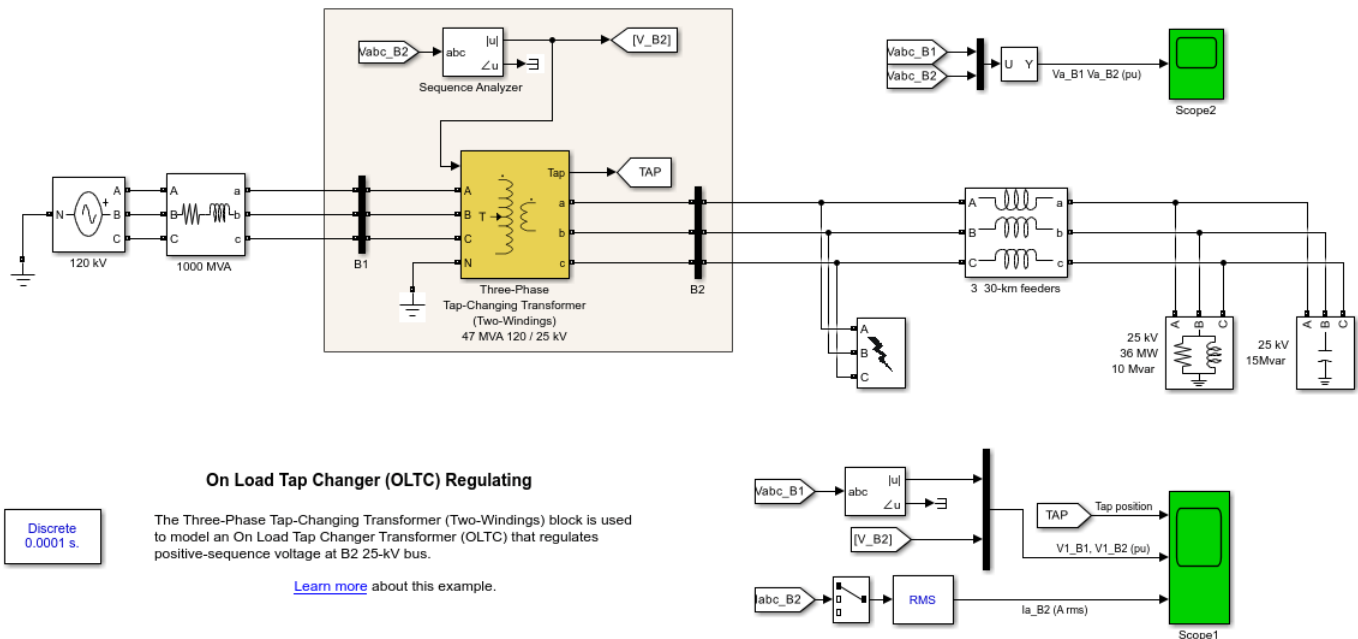 Vabc_B2
abc
|u|
∠u
Sequence Analyzer
[V_B2]
Vabc_B1
Vabc_B2
U Y
Va_B1 Va_B2 (pu)
Scope2
N
+
A
B
C
120 kV
A
B
C
a
b
c
1000 MVA
B1
A
B
C
N
T
Tap
a
b
c
TAP
Three-Phase
Tap-Changing Transformer
(Two-Windings)
47 MVA 120 / 25 kV
B2
A
B
C
A
B
C
a
b
c
3 30-km feeders
A B C
25 kV
36 MW
10 Mvar
A B C
25 kV
15Mvar
On Load Tap Changer (OLTC) Regulating
Discrete
0.0001 s.
The Three-Phase Tap-Changing Transformer (Two-Windings) block is used
to model an On Load Tap Changer Transformer (OLTC) that regulates
positive-sequence voltage at B2 25-kV bus.
Learn more about this example.
Vabc_B1
abc
|u|
∠u
[V_B2]
Iabc_B2
RMS
TAP
Tap position
V1_B1, V1_B2 (pu)
Ia_B2 (A rms)
Scope1